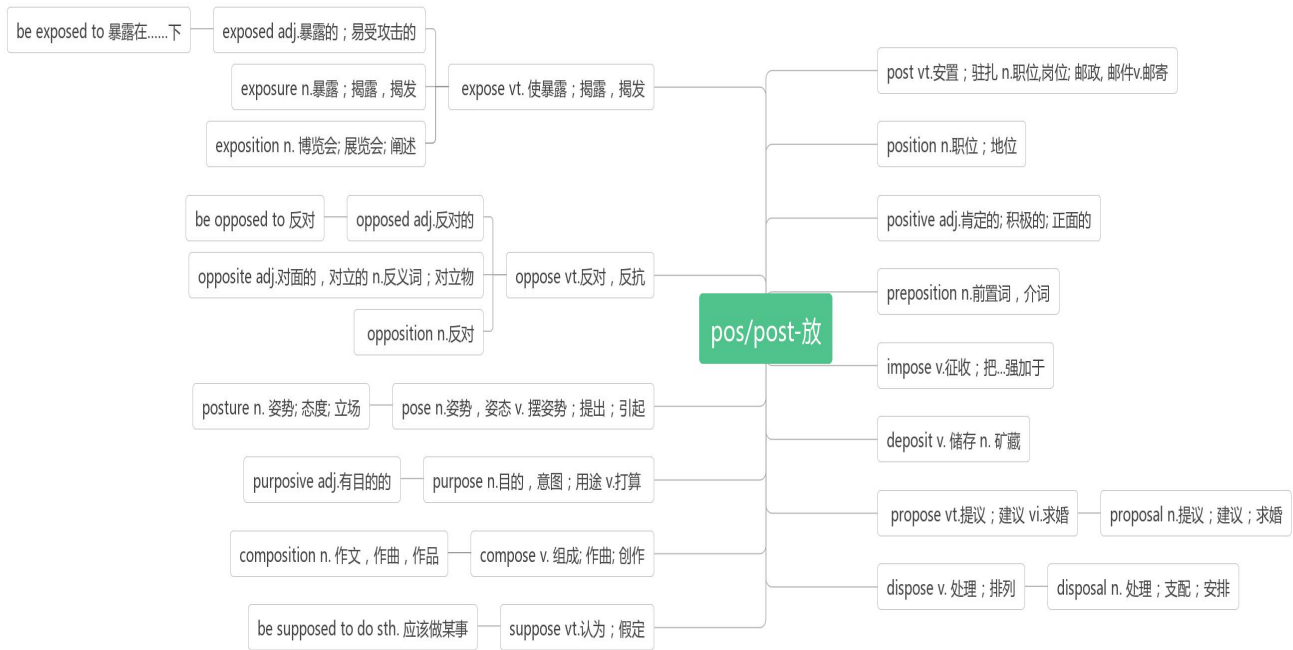 pos/post-放
post vt.安置；驻扎 n.职位,岗位; 邮政, 邮件v.邮寄
position n.职位；地位
positive adj.肯定的; 积极的; 正面的
preposition n.前置词，介词
impose v.征收；把...强加于
deposit v. 储存 n. 矿藏
propose vt.提议；建议 vi.求婚
proposal n.提议；建议；求婚
dispose v. 处理；排列
disposal n. 处理；支配；安排
expose vt. 使暴露；揭露，揭发
exposed adj.暴露的；易受攻击的
be exposed to 暴露在......下
exposure n.暴露；揭露，揭发
exposition n. 博览会; 展览会; 阐述
oppose vt.反对，反抗
opposed adj.反对的
be opposed to 反对
opposite adj.对面的，对立的 n.反义词；对立物
opposition n.反对
pose n.姿势，姿态 v. 摆姿势；提出；引起
posture n. 姿势; 态度; 立场
purpose n.目的，意图；用途 v.打算
purposive adj.有目的的
compose v. 组成; 作曲; 创作
composition n. 作文，作曲，作品
suppose vt.认为；假定
be supposed to do sth. 应该做某事